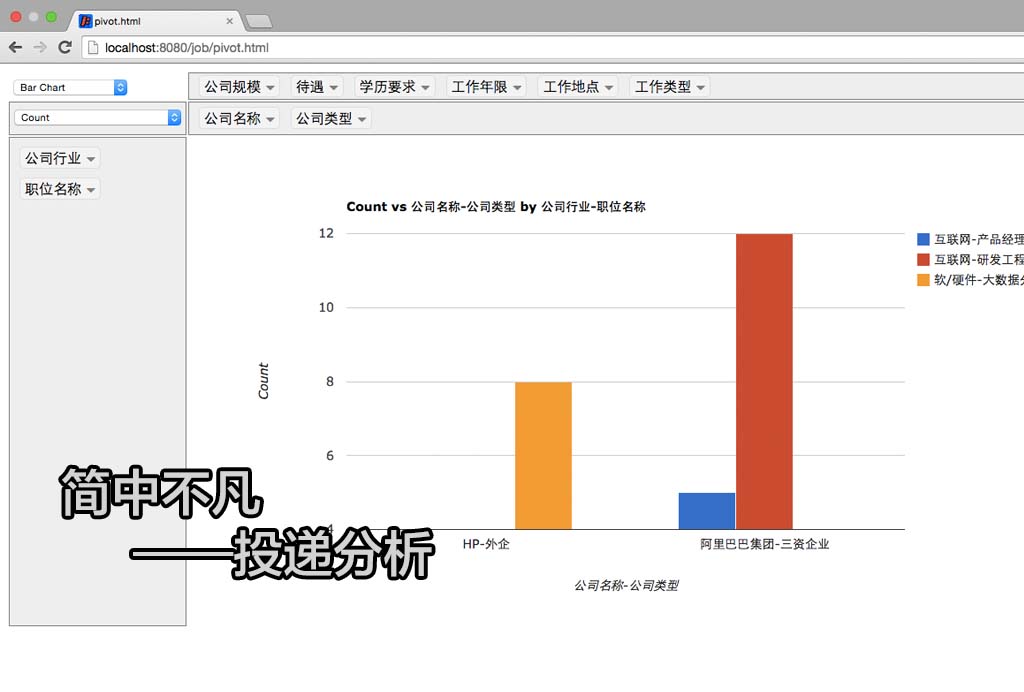 pivot.html
localhost:8080/job/pivot.html
Bar Chart
公司规模 待遇 学历要求 工作年限 工作地点 工作类型
Count
公司名称 公司类型
公司行业
职位名称
Count vs 公司名称-公司类型 by 公司行业-职位名称
12
10
8
6
4
Count
互联网-产品经理
互联网-研发工程
软/硬件-大数据分
HP-外企
阿里巴巴集团-三资企业
公司名称-公司类型
简中不凡
——投递分析